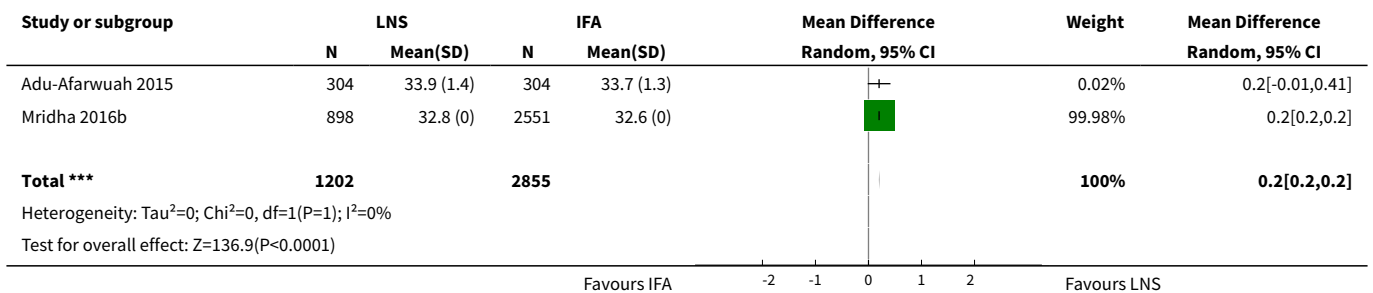 Study or subgroup LNS IFA Mean Difference Weight Mean Difference
N Mean(SD) N Mean(SD) Random, 95% CI Random, 95% CI
Adu-Afarwuah 2015 304 33.9 (1.4) 304 33.7 (1.3) 0.02% 0.2[-0.01,0.41]
Mridha 2016b 898 32.8 (0) 2551 32.6 (0) 99.98% 0.2[0.2,0.2]
Total *** 1202 2855 100% 0.2[0.2,0.2]
Heterogeneity: Tau²=0; Chi²=0, df=1(P=1); I²=0%
Test for overall effect: Z=136.9(P<0.0001)
Favours IFA -2 -1 0 1 2 Favours LNS